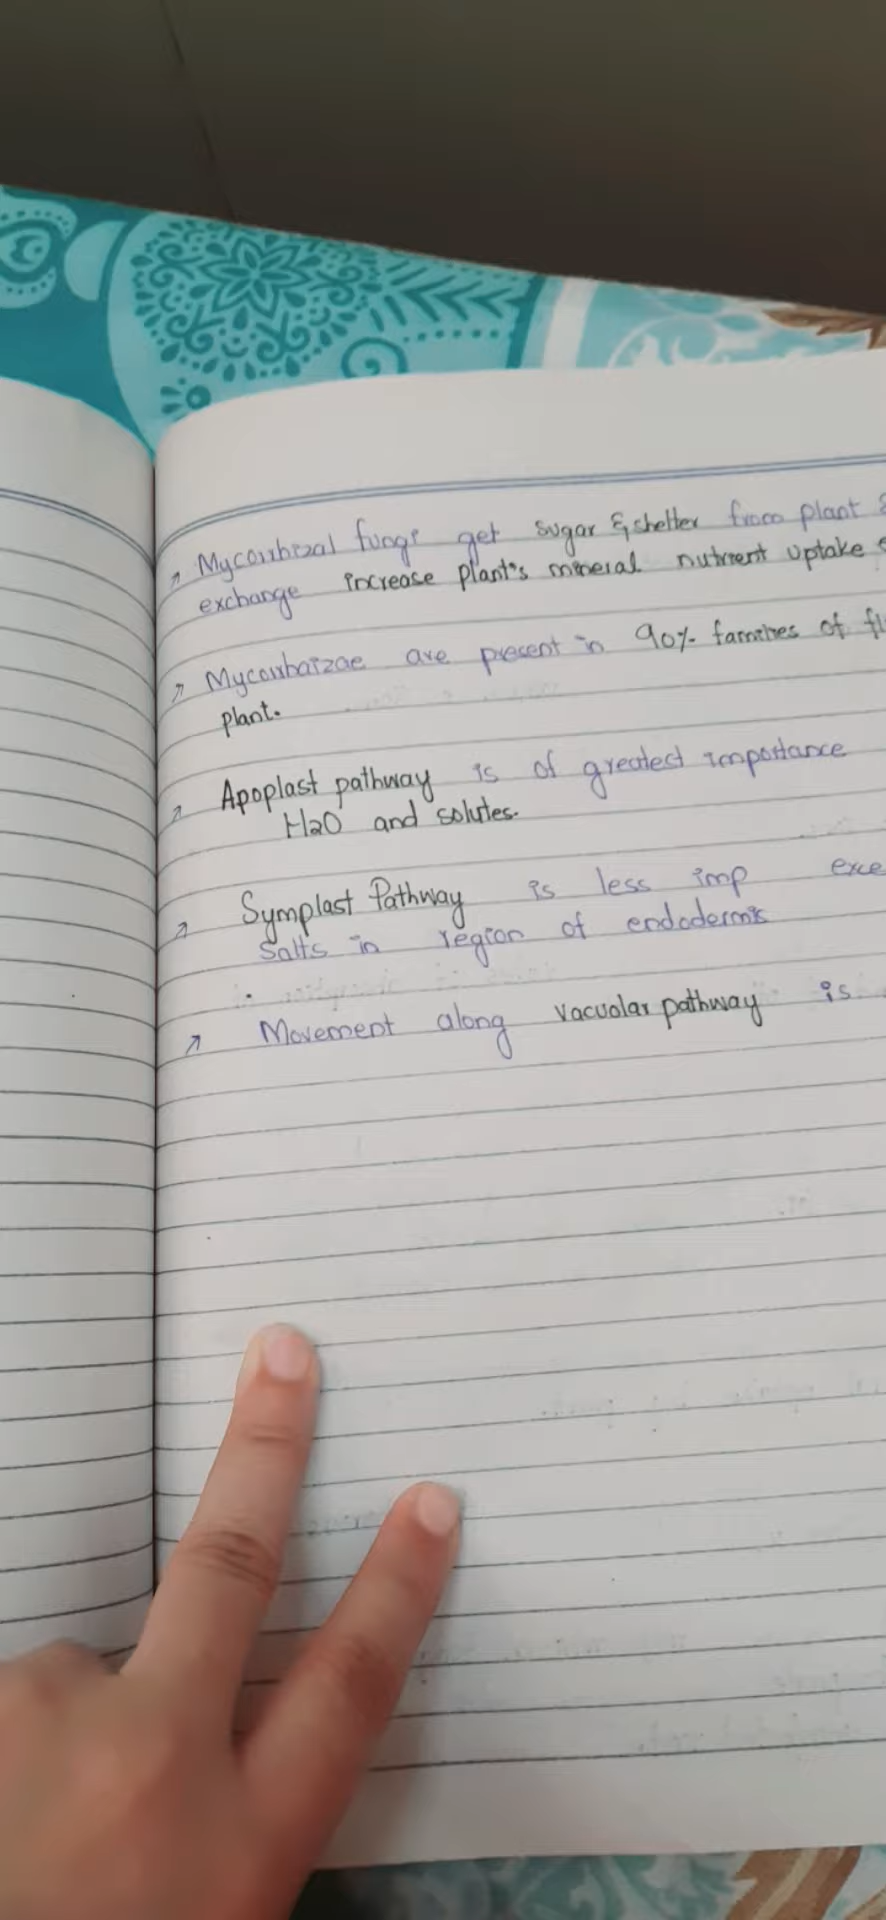 Mycorrhizal fungi get sugar & shelter from plant &
exchange increase plant's mineral nutrient uptake
Mycorrhaizae are present in 90% families of fl
plant.
Apoplast pathway is of greatest importance
H2O and solutes.
Symplast Pathway is less imp exce
Salts in region of endodermis
Movement along vacuolar pathway is